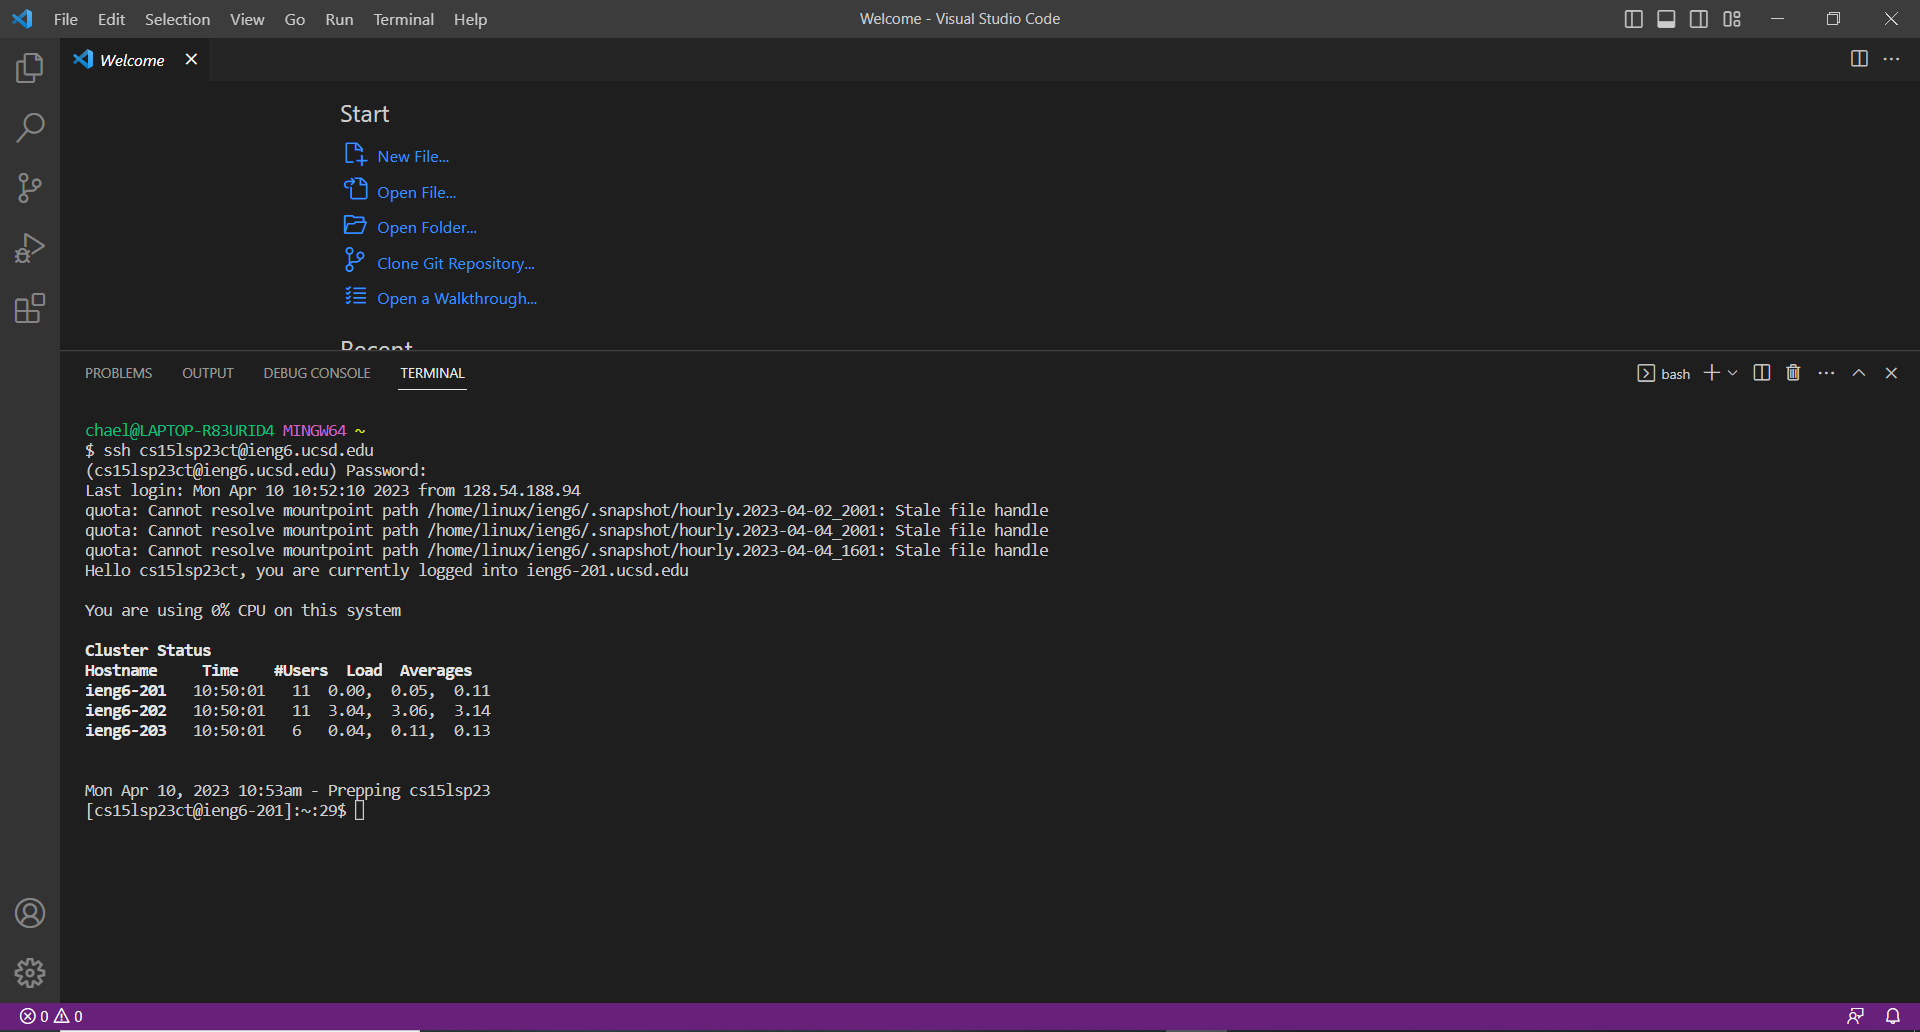 File Edit Selection View Go Run Terminal Help
Welcome - Visual Studio Code
Welcome
Start
New File...
Open File...
Open Folder...
Clone Git Repository...
Open a Walkthrough...
Recent
PROBLEMS OUTPUT DEBUG CONSOLE TERMINAL
bash
chael@LAPTOP-R83URID4 MINGW64 ~
$ ssh cs15lsp23ct@ieng6.ucsd.edu
(cs15lsp23ct@ieng6.ucsd.edu) Password:
Last login: Mon Apr 10 10:52:10 2023 from 128.54.188.94
quota: Cannot resolve mountpoint path /home/linux/ieng6/.snapshot/hourly.2023-04-02_2001: Stale file handle
quota: Cannot resolve mountpoint path /home/linux/ieng6/.snapshot/hourly.2023-04-04_2001: Stale file handle
quota: Cannot resolve mountpoint path /home/linux/ieng6/.snapshot/hourly.2023-04-04_1601: Stale file handle
Hello cs15lsp23ct, you are currently logged into ieng6-201.ucsd.edu
You are using 0% CPU on this system
Cluster Status
Hostname Time #Users Load Averages
ieng6-201 10:50:01 11 0.00, 0.05, 0.11
ieng6-202 10:50:01 11 3.04, 3.06, 3.14
ieng6-203 10:50:01 6 0.04, 0.11, 0.13
Mon Apr 10, 2023 10:53am - Prepping cs15lsp23
[cs15lsp23ct@ieng6-201]:~:29$
0 0